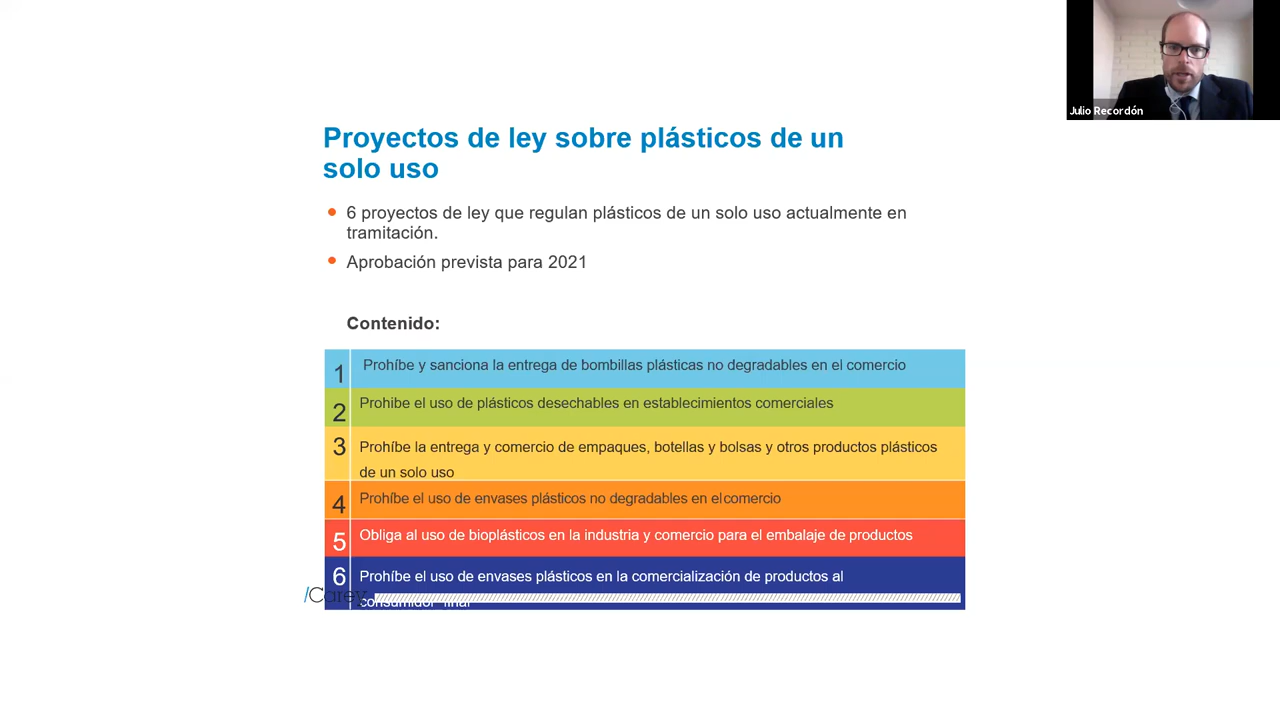 Julio Recordón
Proyectos de ley sobre plásticos de un
solo uso
6 proyectos de ley que regulan plásticos de un solo uso actualmente en
tramitación.
Aprobación prevista para 2021
Contenido:
1 Prohíbe y sanciona la entrega de bombillas plásticas no degradables en el comercio
2 Prohibe el uso de plásticos desechables en establecimientos comerciales
3 Prohíbe la entrega y comercio de empaques, botellas y bolsas y otros productos plásticos
de un solo uso
4 Prohíbe el uso de envases plásticos no degradables en el comercio
5 Obliga al uso de bioplásticos en la industria y comercio para el embalaje de productos
6 Prohíbe el uso de envases plásticos en la comercialización de productos al
consumidor final
/Carey